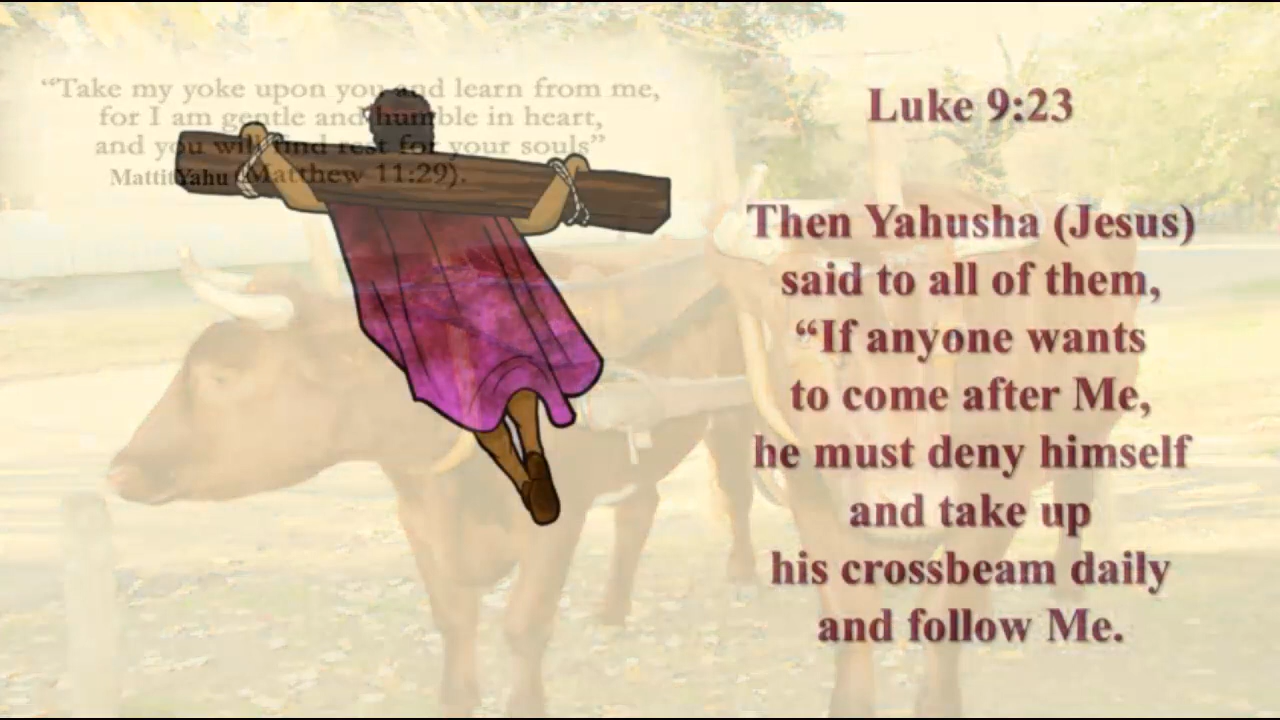 “Take my yoke upon you and learn from me,
for I am gentle and humble in heart,
and you will find rest for your souls”
MattitYahu (Matthew 11:29).
Luke 9:23
Then Yahusha (Jesus)
said to all of them,
“If anyone wants
to come after Me,
he must deny himself
and take up
his crossbeam daily
and follow Me.